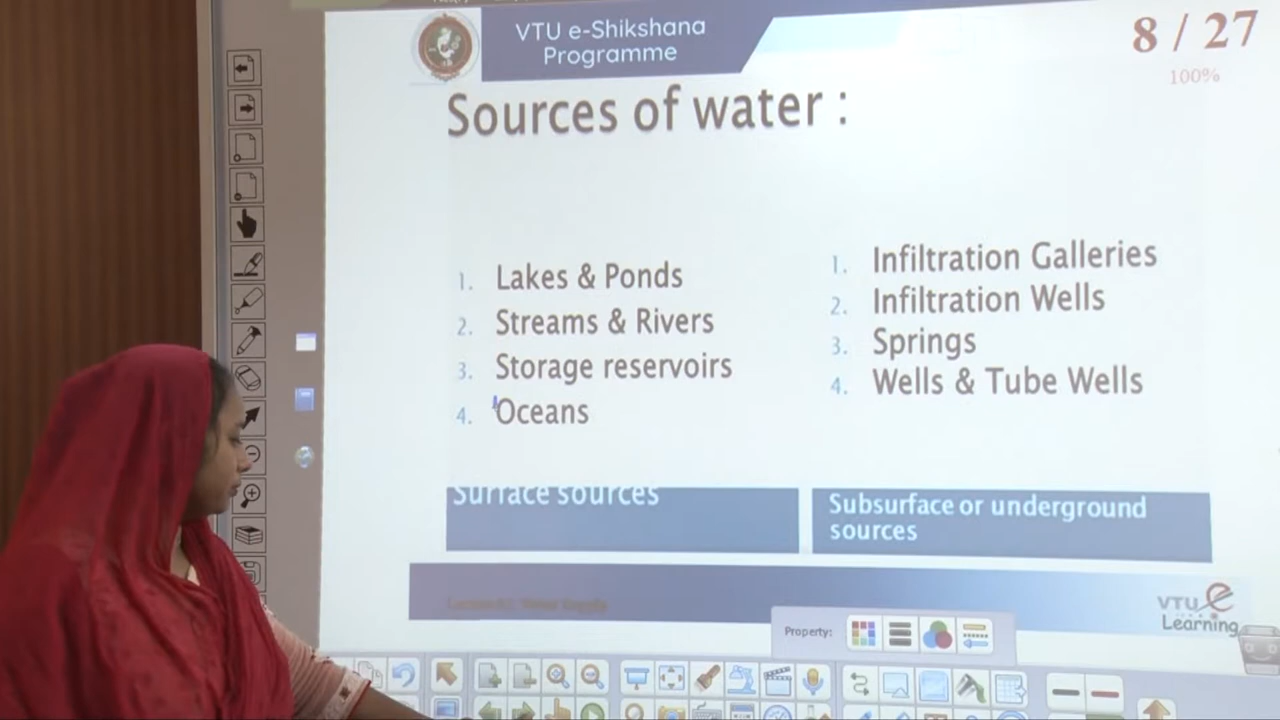 VTU e-Shikshana
Programme
8 / 27
100%
Sources of water :
1. Lakes & Ponds
2. Streams & Rivers
3. Storage reservoirs
4. Oceans
1. Infiltration Galleries
2. Infiltration Wells
3. Springs
4. Wells & Tube Wells
Surface sources
Subsurface or underground
sources
VTU e
Learning
Property: